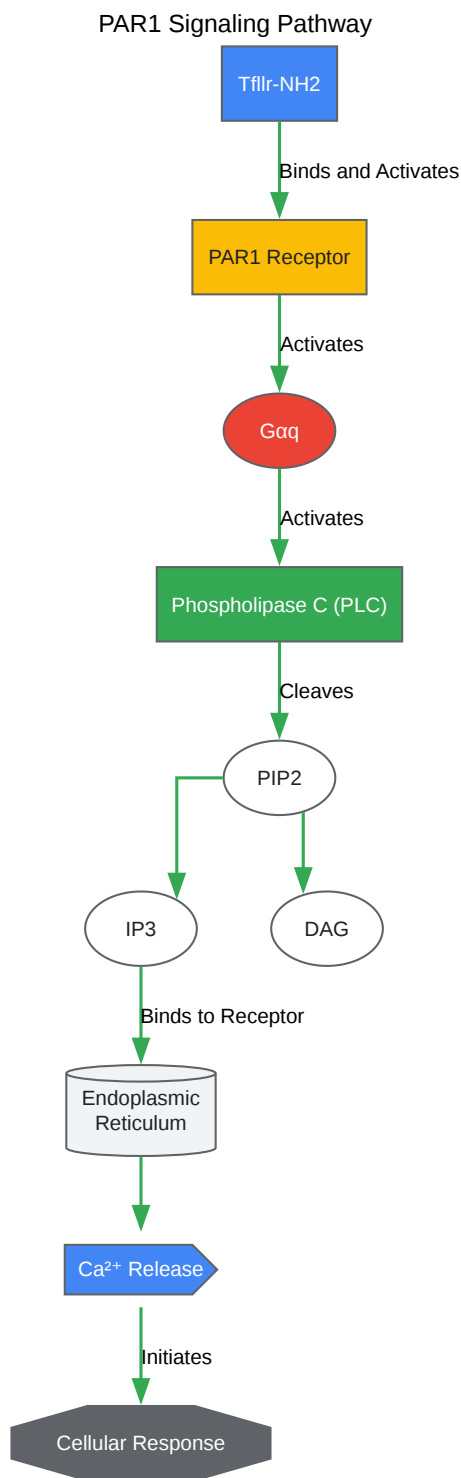 PAR1 Signaling Pathway
Tfllr-NH2
Binds and Activates
PAR1 Receptor
Activates
Gαq
Activates
Phospholipase C (PLC)
Cleaves
PIP2
IP3
DAG
Binds to Receptor
Endoplasmic
Reticulum
Ca²⁺ Release
Initiates
Cellular Response